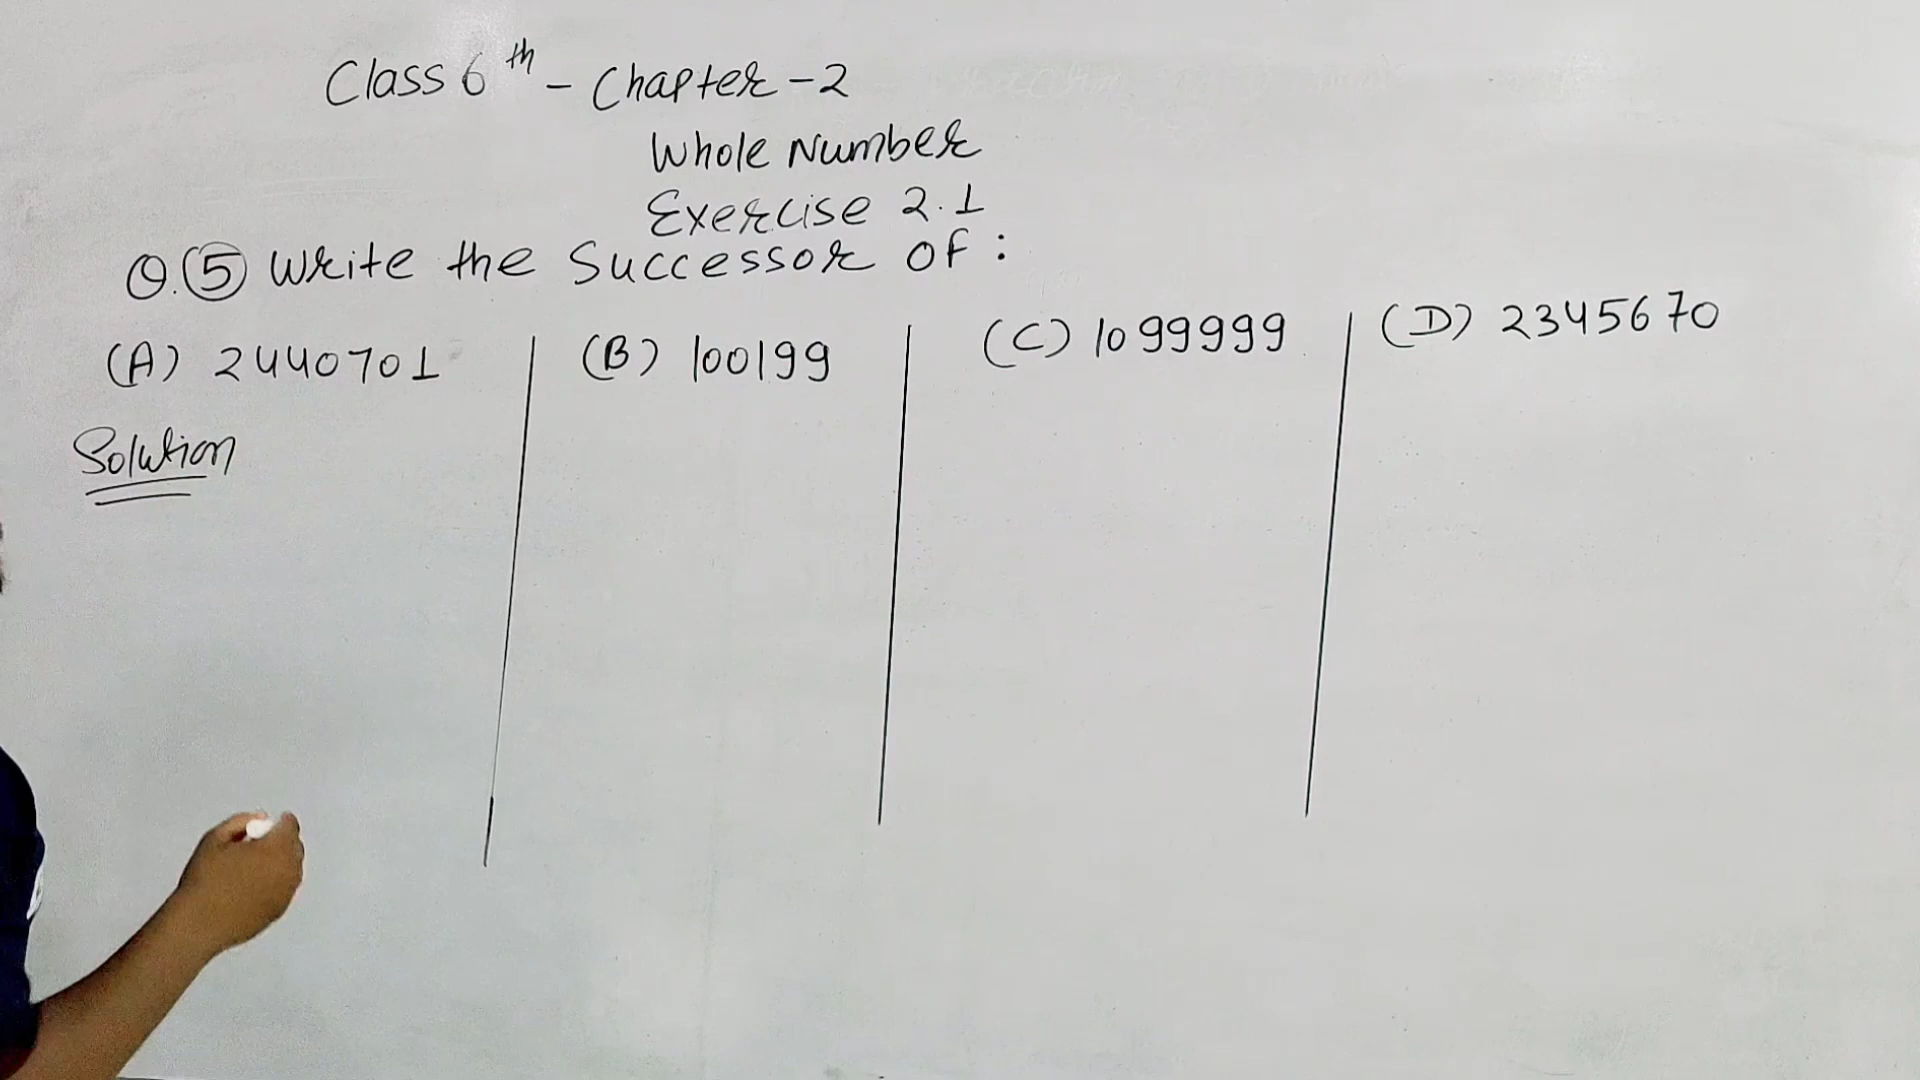 Class 6th - Chapter - 2
Whole Number
Exercise 2.1
Q.5 Write the Successor of :
(A) 2440701 (B) 100199 (C) 1099999 (D) 2345670
Solution